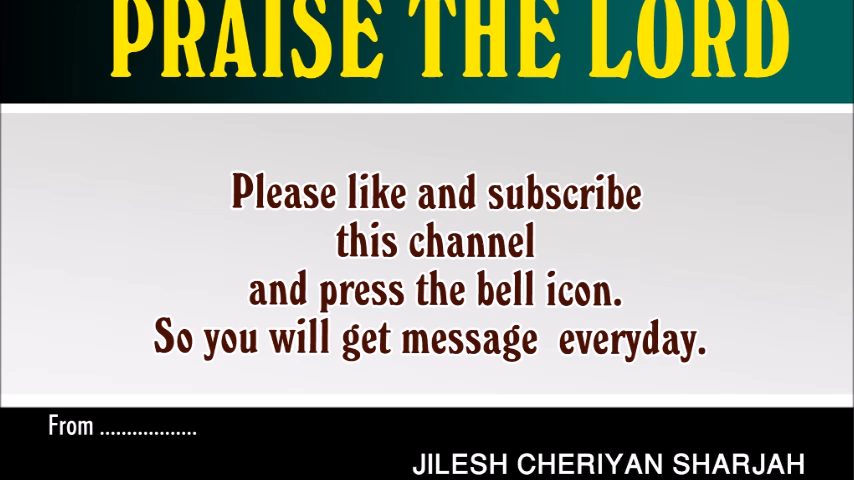 PRAISE THE LORD
Please like and subscribe
this channel
and press the bell icon.
So you will get message everyday.
From ..................
JILESH CHERIYAN SHARJAH